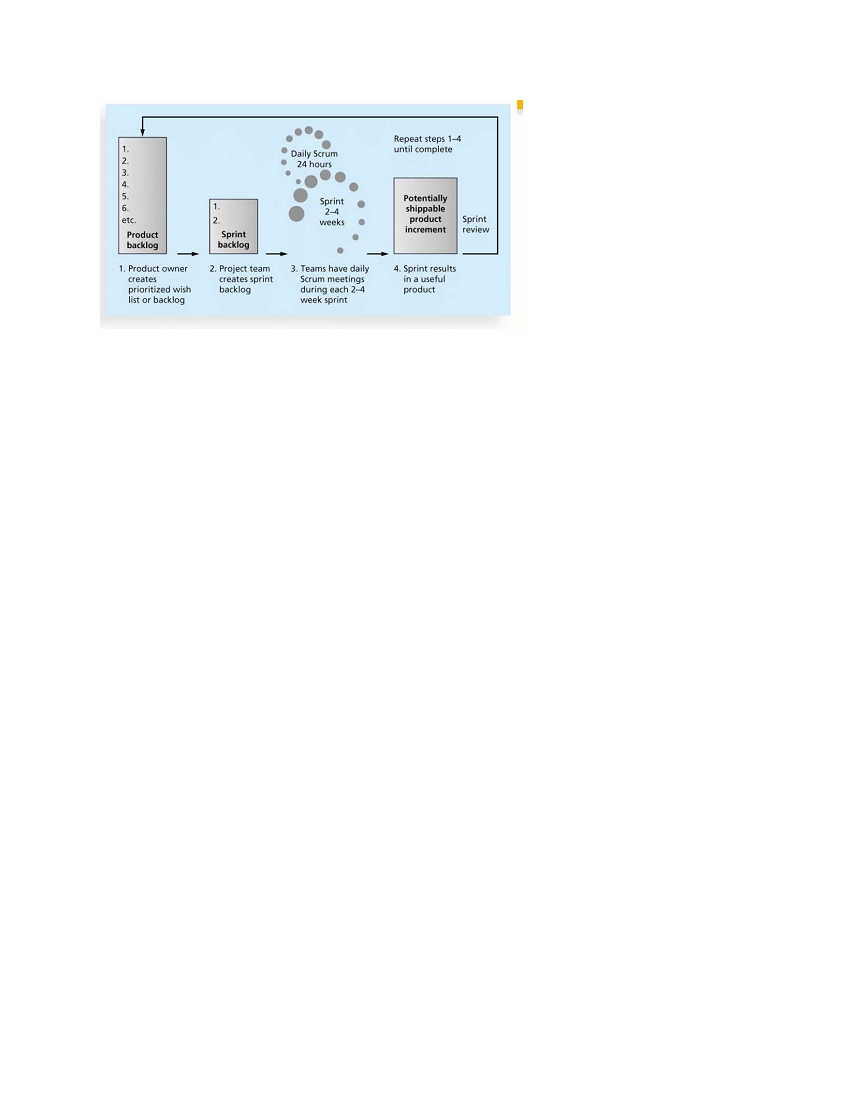 Repeat steps 1–4
until complete
1.
2.
3.
4.
5.
6.
etc.
Product
backlog
1.
2.
Sprint
backlog
Daily Scrum
24 hours
Sprint
2–4
weeks
Potentially
shippable
product
increment
Sprint
review
1. Product owner
creates
prioritized wish
list or backlog
2. Project team
creates sprint
backlog
3. Teams have daily
Scrum meetings
during each 2–4
week sprint
4. Sprint results
in a useful
product